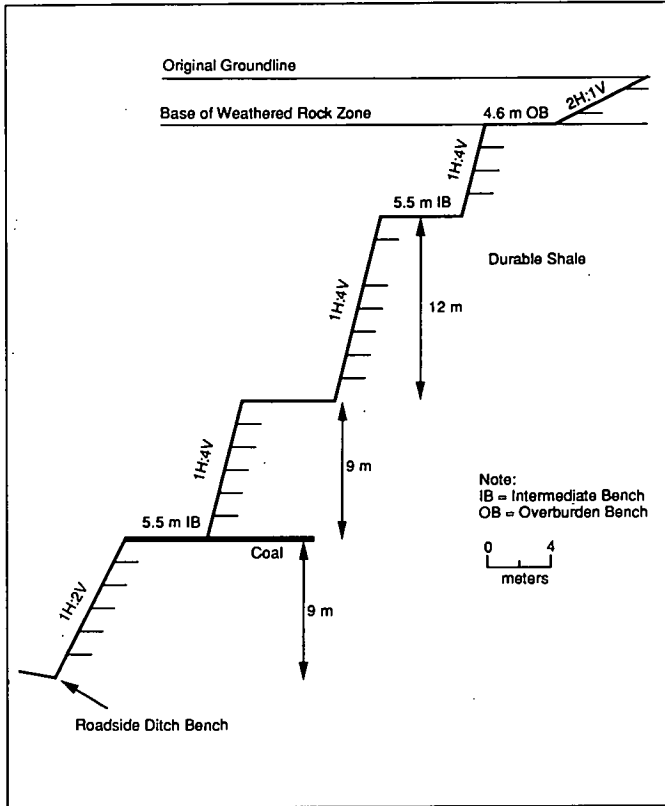 Original Groundline
2H:1V
Base of Weathered Rock Zone
4.6 m OB
1H:4V
5.5 m IB
Durable Shale
1H:4V
12 m
1H:4V
9 m
Note:
IB = Intermediate Bench
OB = Overburden Bench
5.5 m IB
Coal
0 4
meters
1H:2V
9 m
Roadside Ditch Bench